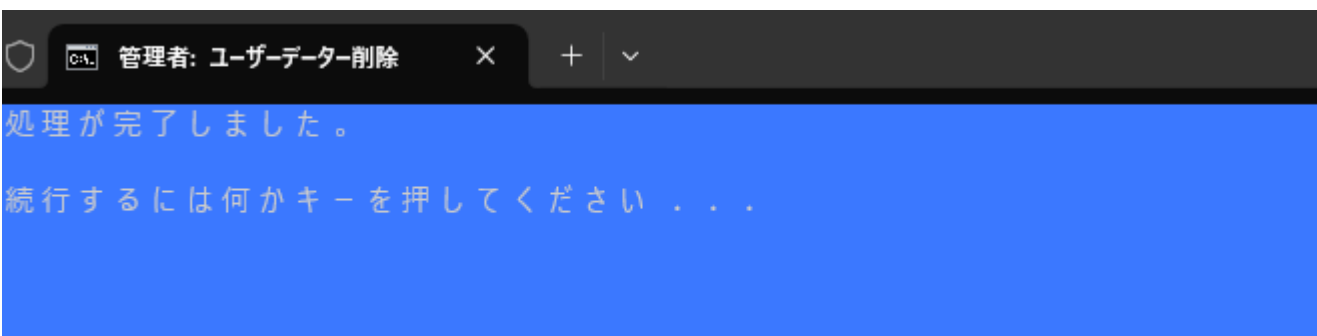 管理者: ユーザーデーター削除
処理が完了しました。
続行するには何かキーを押してください . . .